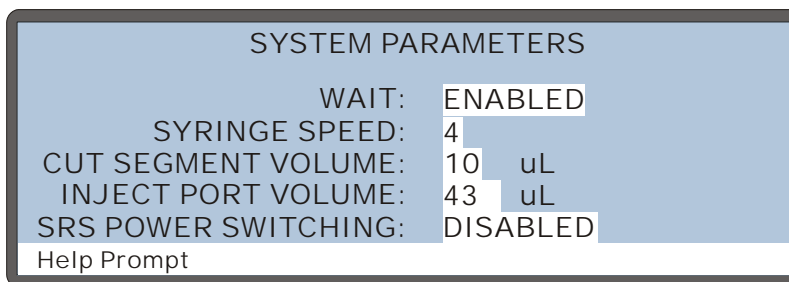 SYSTEM PARAMETERS
WAIT: ENABLED
SYRINGE SPEED: 4
CUT SEGMENT VOLUME: 10 uL
INJECT PORT VOLUME: 43 uL
SRS POWER SWITCHING: DISABLED
Help Prompt